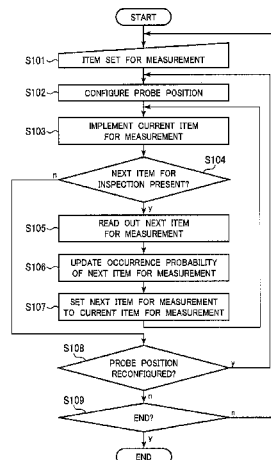 START
S101
ITEM SET FOR MEASUREMENT
S102
CONFIGURE PROBE POSITION
S103
IMPLEMENT CURRENT ITEM
FOR MEASUREMENT
S104
n
NEXT ITEM FOR
INSPECTION PRESENT?
y
S105
READ OUT NEXT ITEM
FOR MEASUREMENT
S106
UPDATE OCCURRENCE PROBABILITY
OF NEXT ITEM FOR MEASUREMENT
S107
SET NEXT ITEM FOR MEASUREMENT
TO CURRENT ITEM FOR MEASUREMENT
S108
PROBE POSITION
RECONFIGURED?
y
n
S109
END?
n
y
END